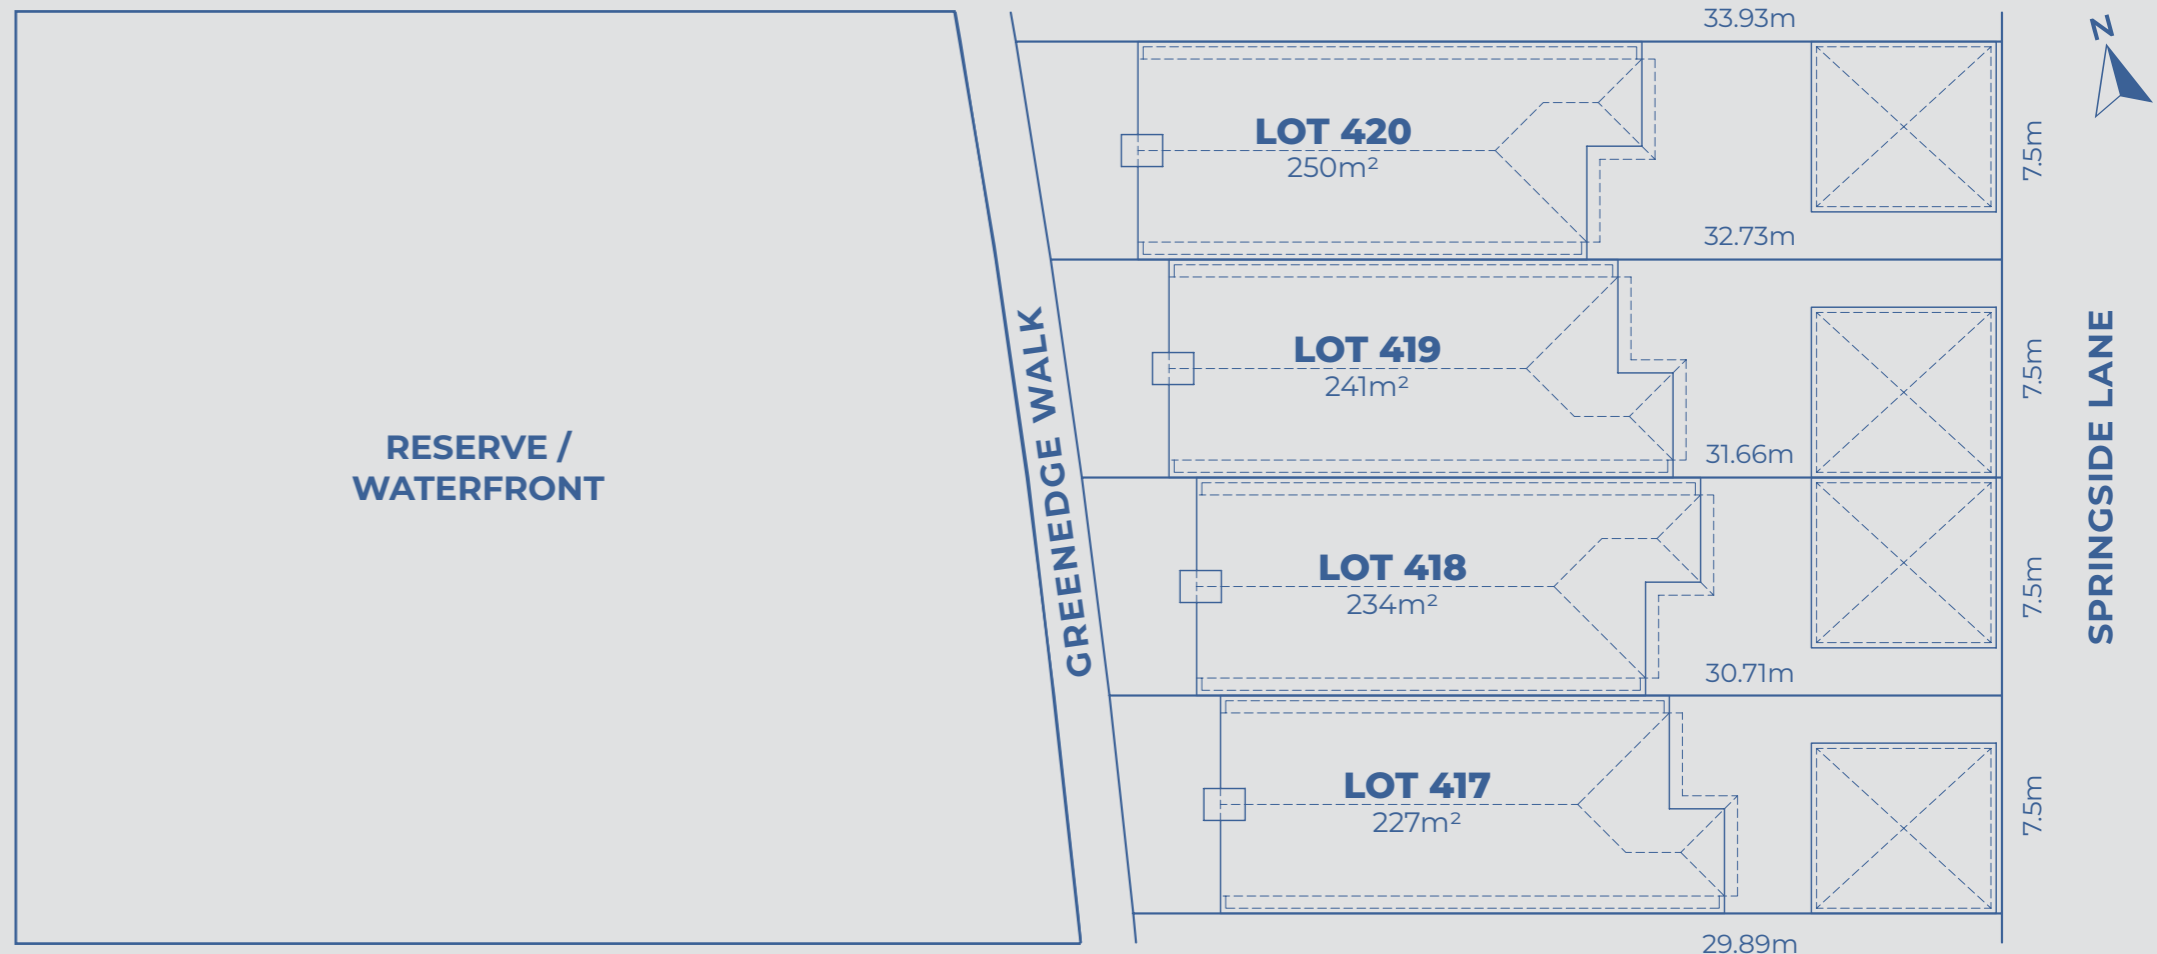 33.93m
N
LOT 420
250m²
7.5m
32.73m
LOT 419
241m²
7.5m
31.66m
RESERVE /
WATERFRONT
GREENEDGE WALK
SPRINGSIDE LANE
LOT 418
234m²
7.5m
30.71m
LOT 417
227m²
7.5m
29.89m